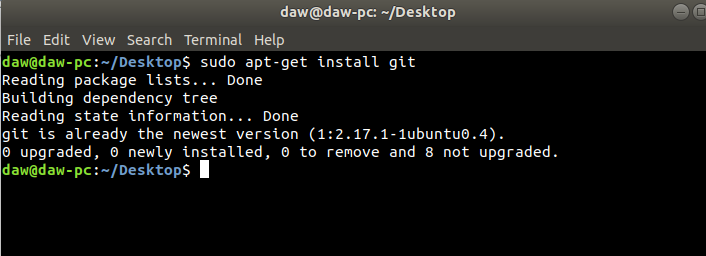 daw@daw-pc: ~/Desktop
File Edit View Search Terminal Help
daw@daw-pc:~/Desktop$ sudo apt-get install git
Reading package lists... Done
Building dependency tree
Reading state information... Done
git is already the newest version (1:2.17.1-1ubuntu0.4).
0 upgraded, 0 newly installed, 0 to remove and 8 not upgraded.
daw@daw-pc:~/Desktop$